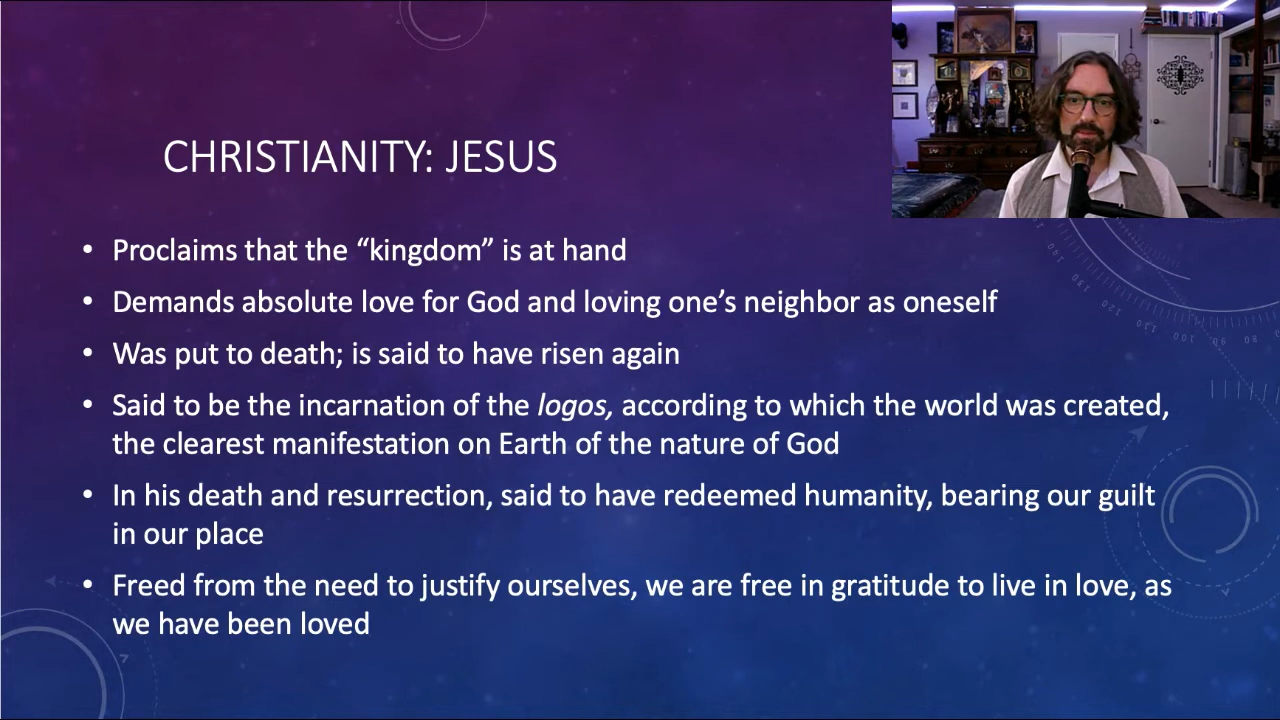 CHRISTIANITY: JESUS
• Proclaims that the “kingdom” is at hand
• Demands absolute love for God and loving one’s neighbor as oneself
• Was put to death; is said to have risen again
• Said to be the incarnation of the logos, according to which the world was created,
the clearest manifestation on Earth of the nature of God
• In his death and resurrection, said to have redeemed humanity, bearing our guilt
in our place
• Freed from the need to justify ourselves, we are free in gratitude to live in love, as
we have been loved